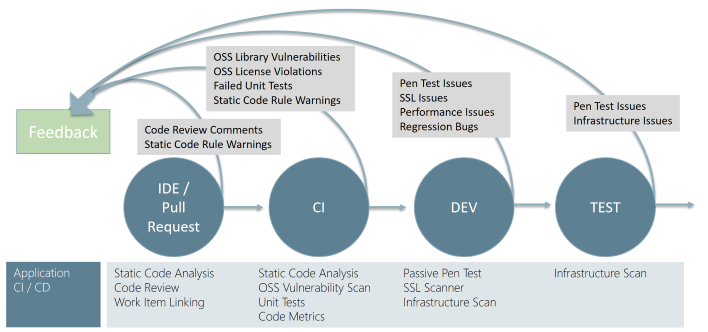 OSS Library Vulnerabilities
OSS License Violations
Failed Unit Tests
Static Code Rule Warnings
Pen Test Issues
SSL Issues
Performance Issues
Regression Bugs
Pen Test Issues
Infrastructure Issues
Feedback
Code Review Comments
Static Code Rule Warnings
IDE /
Pull
Request
CI
DEV
TEST
Application
CI / CD
Static Code Analysis
Code Review
Work Item Linking
Static Code Analysis
OSS Vulnerability Scan
Unit Tests
Code Metrics
Passive Pen Test
SSL Scanner
Infrastructure Scan
Infrastructure Scan